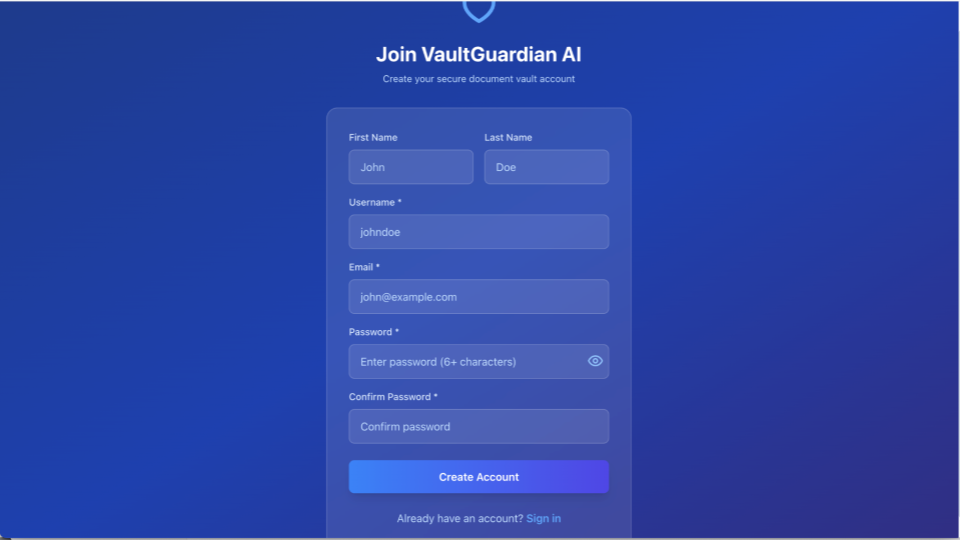 Join VaultGuardian AI
Create your secure document vault account
First Name
Last Name
John
Doe
Username *
johndoe
Email *
john@example.com
Password *
Enter password (6+ characters)
Confirm Password *
Confirm password
Create Account
Already have an account? Sign in